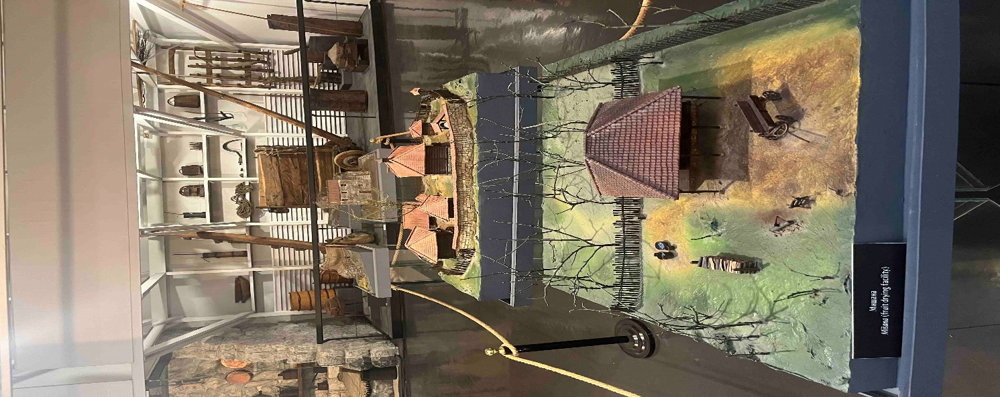 Мишана
Mišana (fruit drying facility)